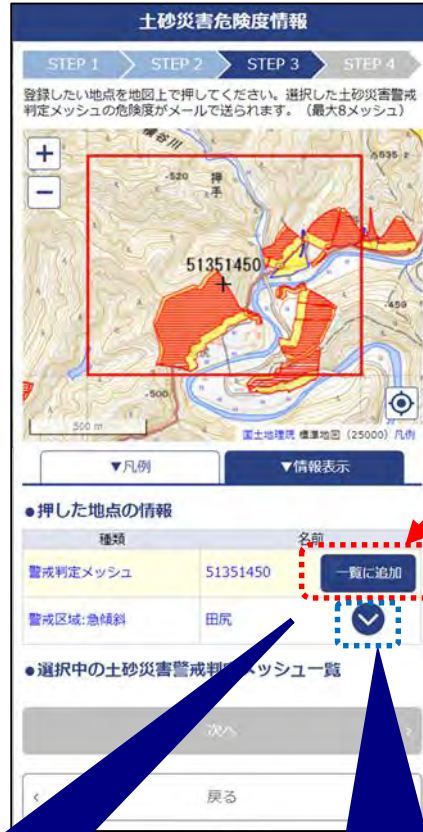 土砂災害危険度情報
STEP 1 STEP 2 STEP 3 STEP 4
登録したい地点を地図上で押してください。選択した土砂災害警戒
判定メッシュの危険度がメールで送られます。（最大8メッシュ）
+
−
横谷川
520
押手
535
51351450
459
500
500 m
国土地理院 標準地図（25000）凡例
▼凡例 ▼情報表示
●押した地点の情報
種類 名前
警戒判定メッシュ 51351450 一覧に追加
警戒区域:急傾斜 田尻
●選択中の土砂災害警戒判定メッシュ一覧
次へ ›
‹ 戻る